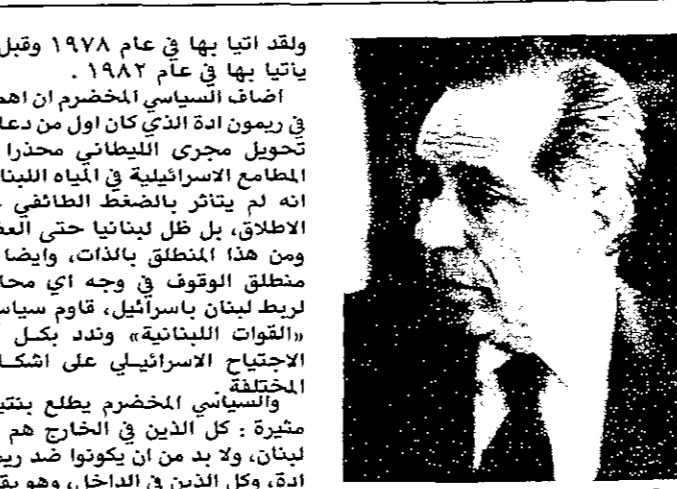 ولقد اتيا بها في عام ١٩٧٨ وقبل
يأتيا بها في عام ١٩٨٢ .
اضاف السياسي المخضرم ان اهم
في ريمون ادة الذي كان اول من دعا
تحويل مجرى الليطاني محذرا
المطامع الاسرائيلية في المياه اللبنا
انه لم يتاثر بالضغط الطائفي
الاطلاق، بل ظل لبنانيا حتى العظ
ومن هذا المنطلق بالذات، وايضا
منطلق الوقوف في وجه اي محا
لربط لبنان باسرائيل، قاوم سياس
«القوات اللبنانية» وندد بكل
الاجتياح الاسرائيلي على اشكا
المختلفة .
والسياسي المخضرم يطلع بنتي
مثيرة : كل الذين في الخارج هم
لبنان، ولا بد من ان يكونوا ضد ري
ادة، وكل الذين في الداخل، وهو يق